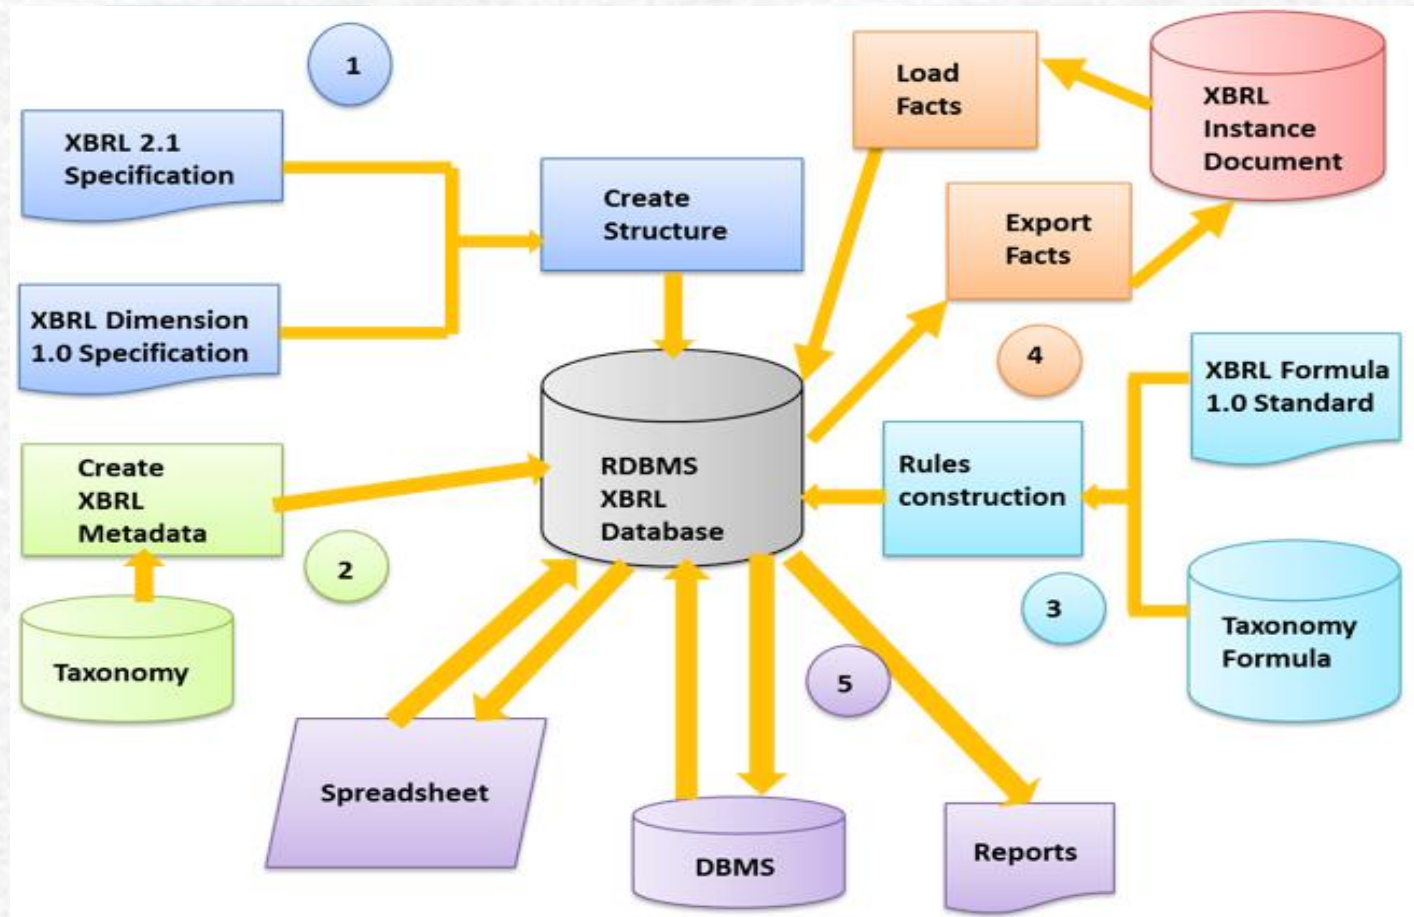 1
XBRL 2.1
Specification
XBRL Dimension
1.0 Specification
Create
Structure
Load
Facts
XBRL
Instance
Document
Export
Facts
4
XBRL Formula
1.0 Standard
Rules
construction
3
Taxonomy
Formula
RDBMS
XBRL
Database
Create
XBRL
Metadata
2
Taxonomy
5
Spreadsheet
DBMS
Reports